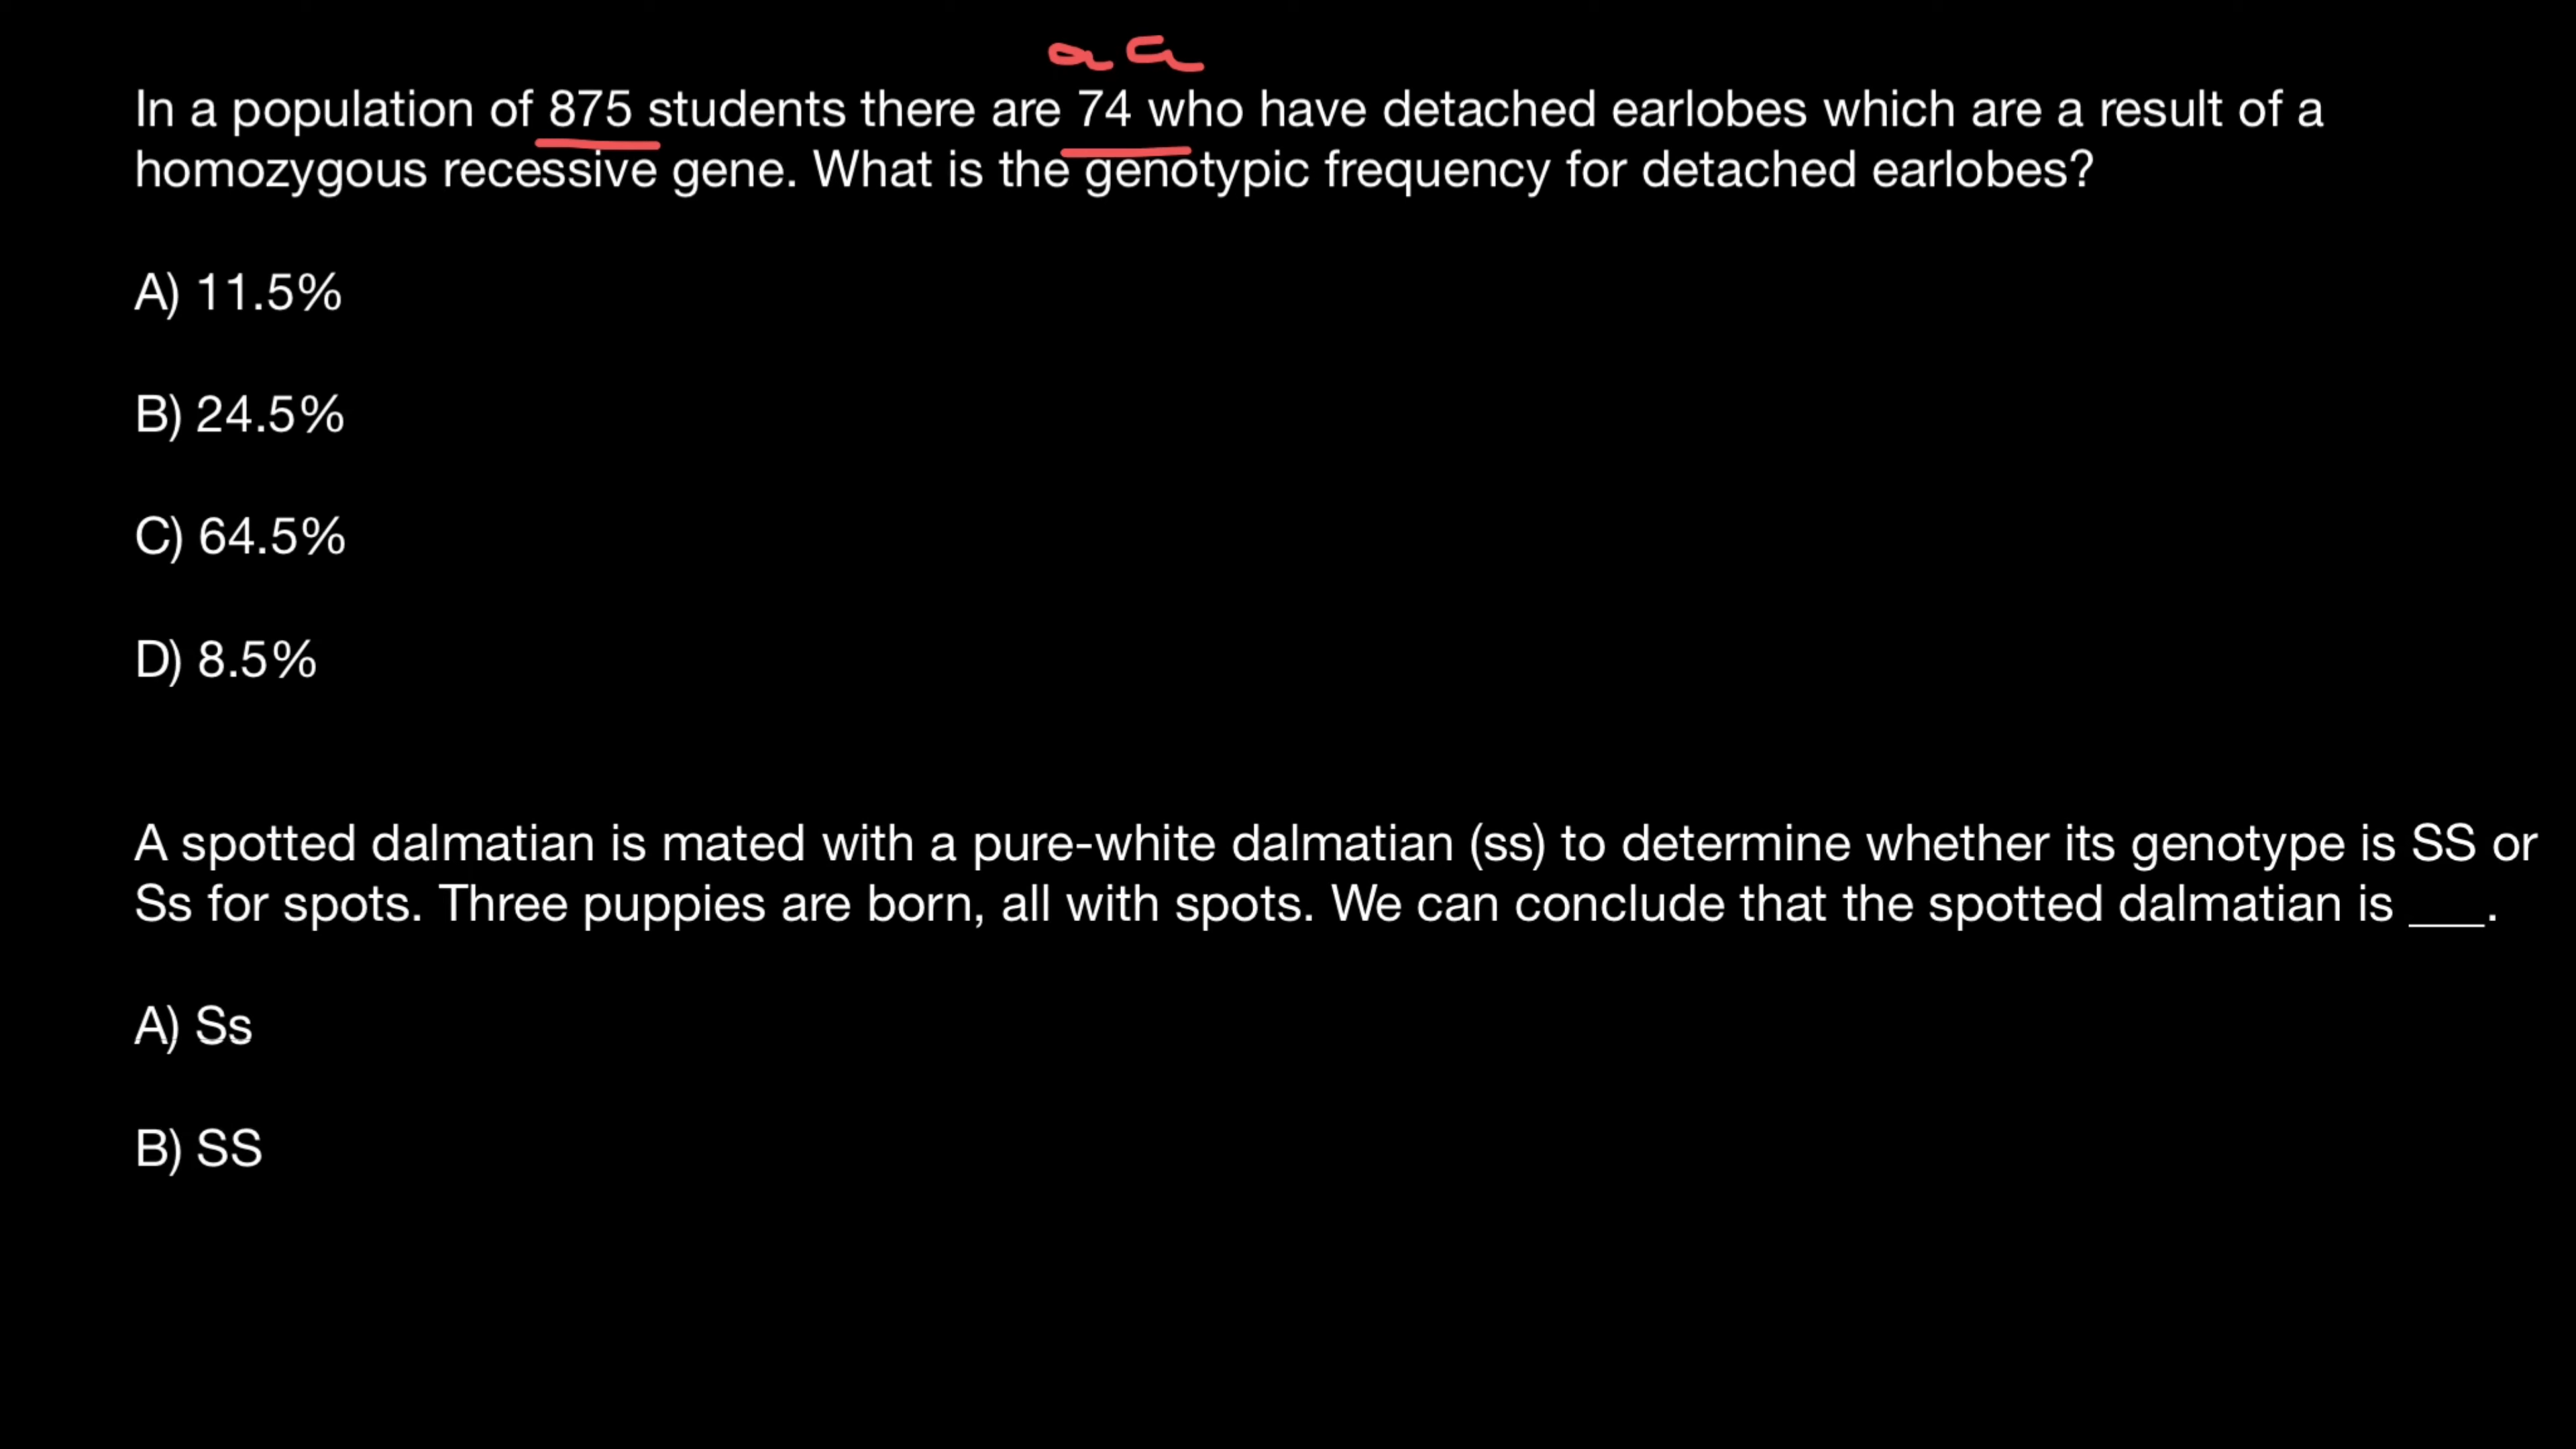 aa
In a population of 875 students there are 74 who have detached earlobes which are a result of a
homozygous recessive gene. What is the genotypic frequency for detached earlobes?
A) 11.5%
B) 24.5%
C) 64.5%
D) 8.5%
A spotted dalmatian is mated with a pure-white dalmatian (ss) to determine whether its genotype is SS or
Ss for spots. Three puppies are born, all with spots. We can conclude that the spotted dalmatian is ___.
A) Ss
B) SS